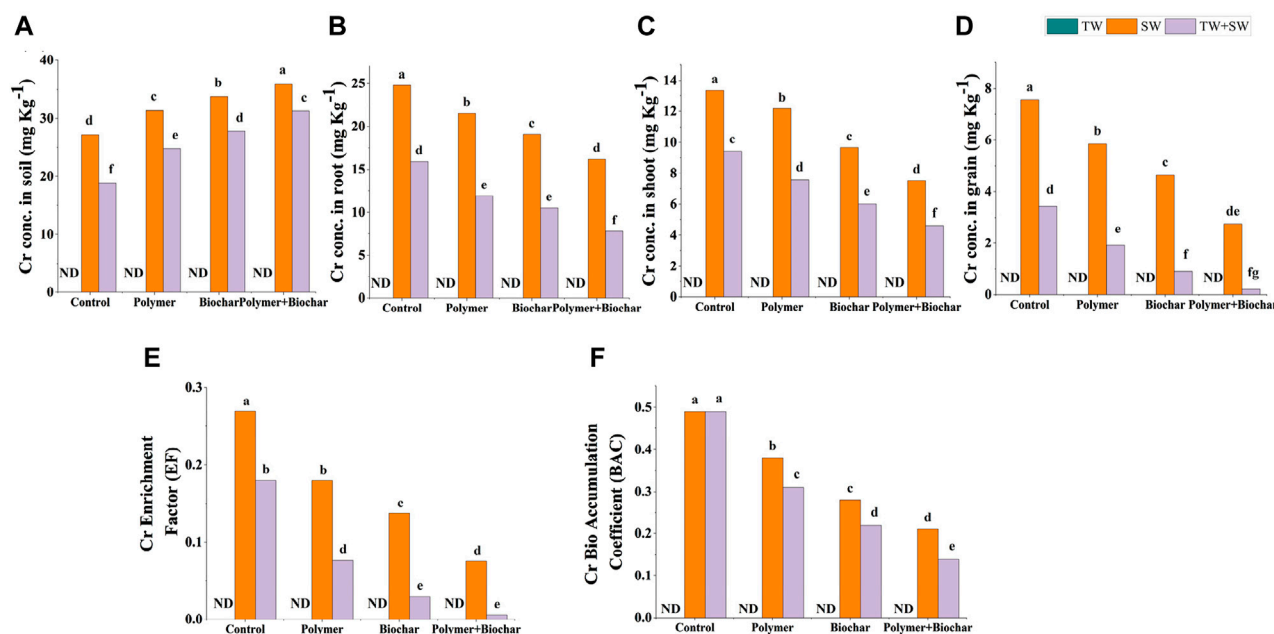 A
B
C
D
TW SW TW+SW
Cr conc. in soil (mg Kg-1)
40
30
20
10
0
d
f
c
e
b
d
a
c
ND ND ND ND
Control Polymer Biochar Polymer+Biochar
Cr conc. in root (mg Kg-1)
25
20
15
10
5
0
a
d
b
e
c
e
d
f
ND ND ND ND
Control Polymer Biochar Polymer+Biochar
Cr conc. in shoot (mg Kg-1)
14
12
10
8
6
4
2
0
a
c
b
d
c
e
d
f
ND ND ND ND
Control Polymer Biochar Polymer+Biochar
Cr conc. in grain (mg Kg-1)
8
6
4
2
0
a
d
b
e
c
f
de
fg
ND ND ND ND
Control Polymer Biochar Polymer+Biochar
E
Cr Enrichment
Factor (EF)
0.3
0.2
0.1
0.0
a
b
b
d
c
e
d
e
ND ND ND ND
Control Polymer Biochar Polymer+Biochar
F
Cr Bio Accumulation
Coefficient (BAC)
0.5
0.4
0.3
0.2
0.1
0.0
a
a
b
c
c
d
d
e
ND ND ND ND
Control Polymer Biochar Polymer+Biochar